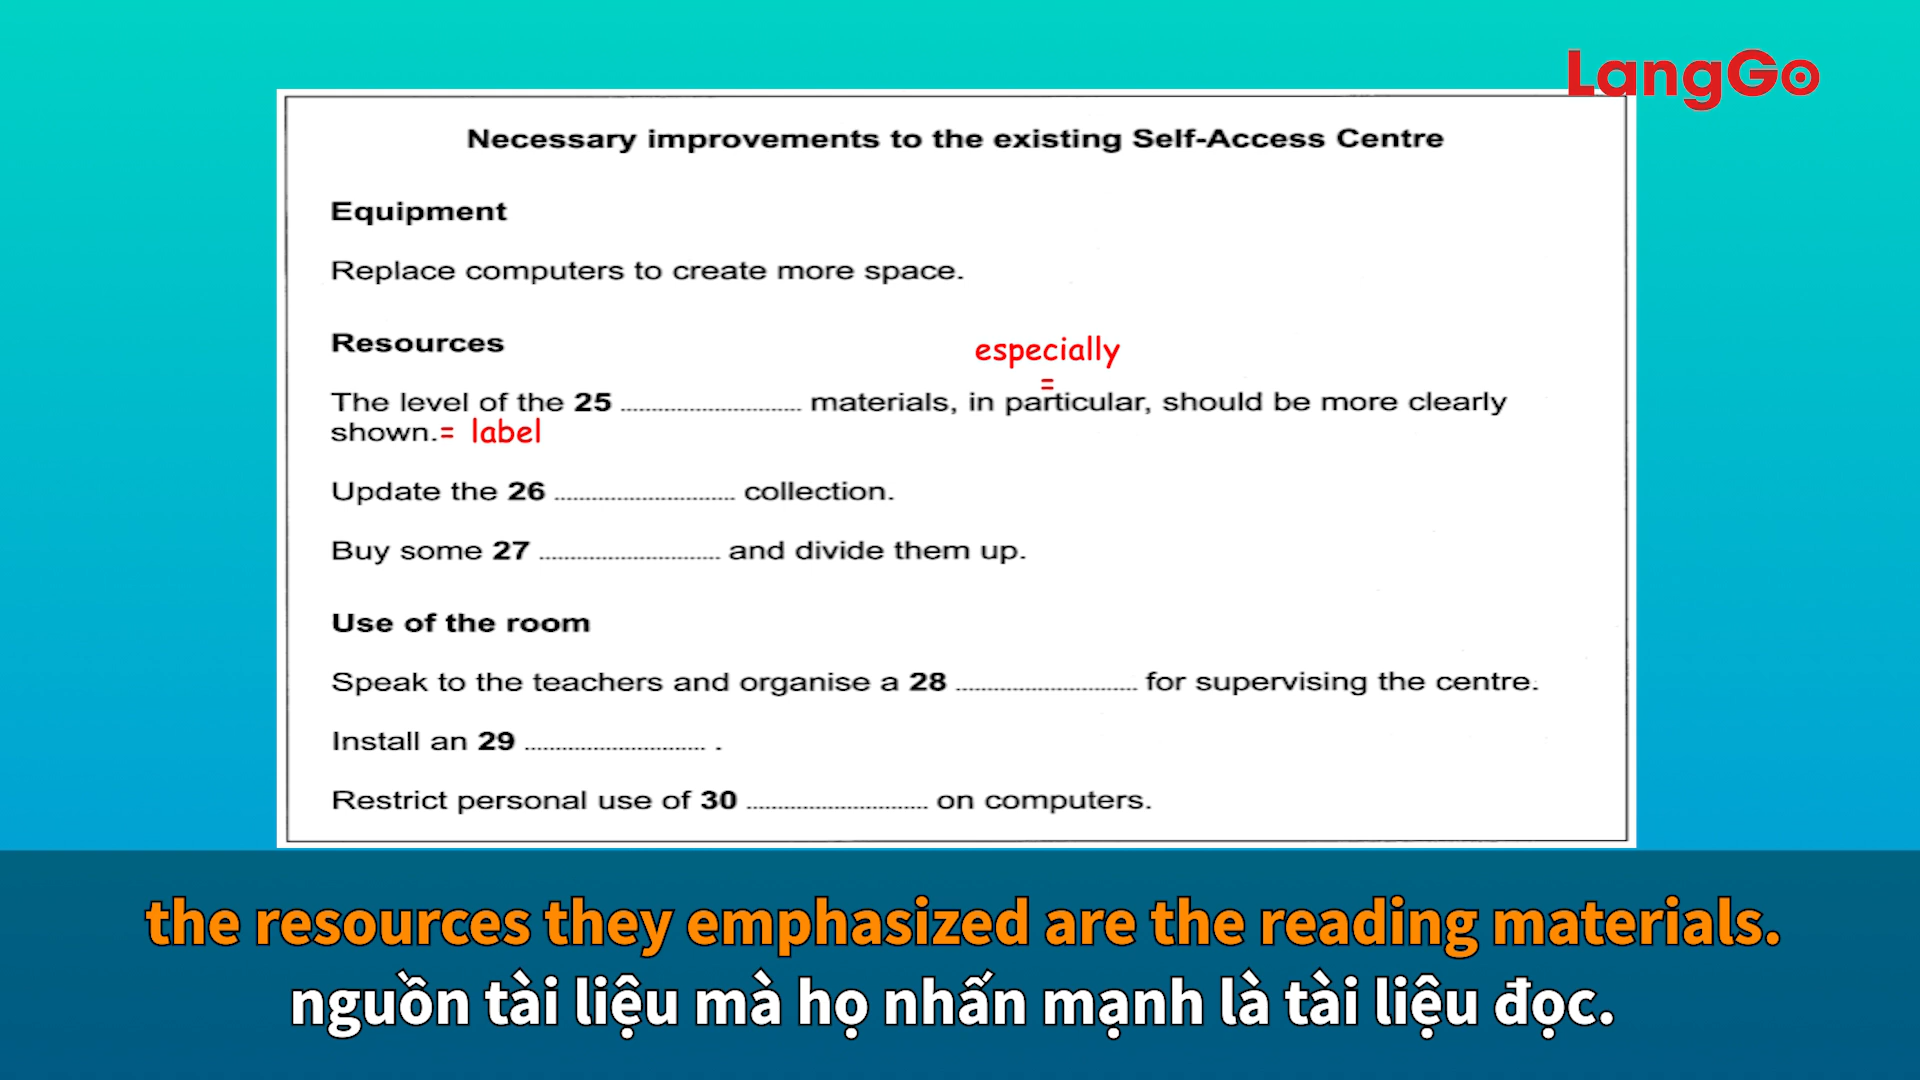 LangGo
Necessary improvements to the existing Self-Access Centre
Equipment
Replace computers to create more space.
Resources
especially
=
The level of the 25 ........................... materials, in particular, should be more clearly
shown.= label
Update the 26 ........................... collection.
Buy some 27 ........................... and divide them up.
Use of the room
Speak to the teachers and organise a 28 ........................... for supervising the centre.
Install an 29 ........................... .
Restrict personal use of 30 ........................... on computers.
the resources they emphasized are the reading materials.
nguồn tài liệu mà họ nhấn mạnh là tài liệu đọc.